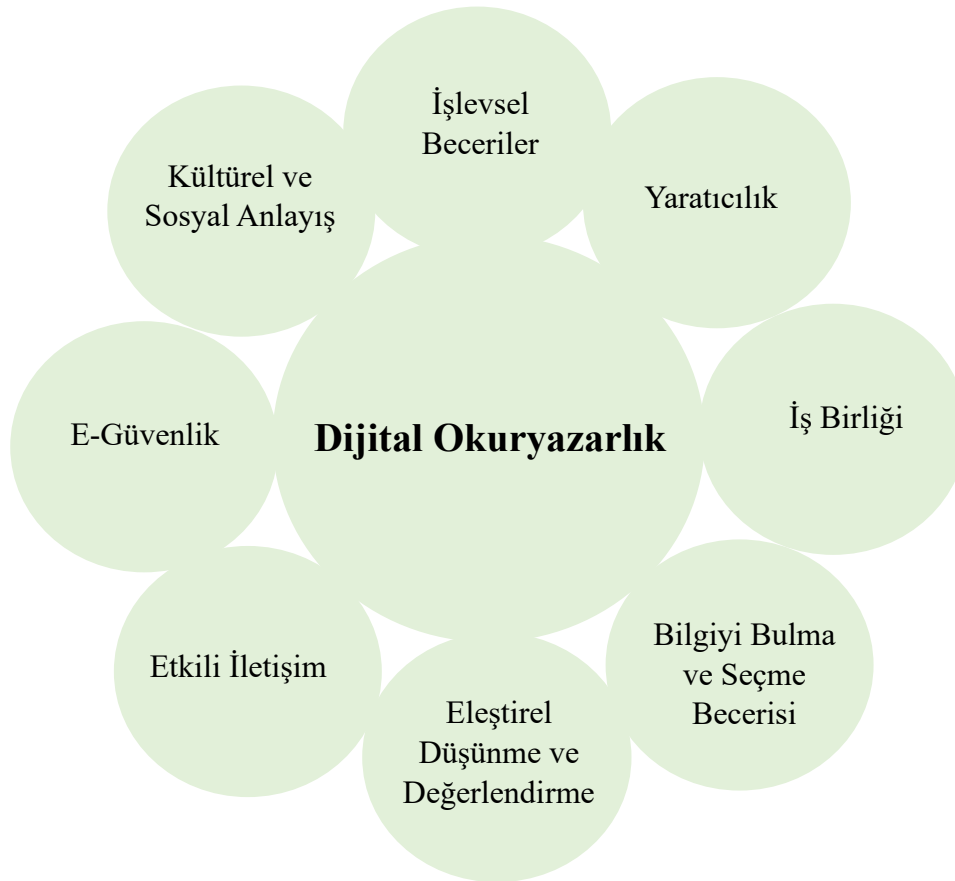 İşlevsel
Beceriler
Kültürel ve
Sosyal Anlayış
Yaratıcılık
E-Güvenlik
Dijital Okuryazarlık
İş Birliği
Etkili İletişim
Bilgiyi Bulma
ve Seçme
Becerisi
Eleştirel
Düşünme ve
Değerlendirme